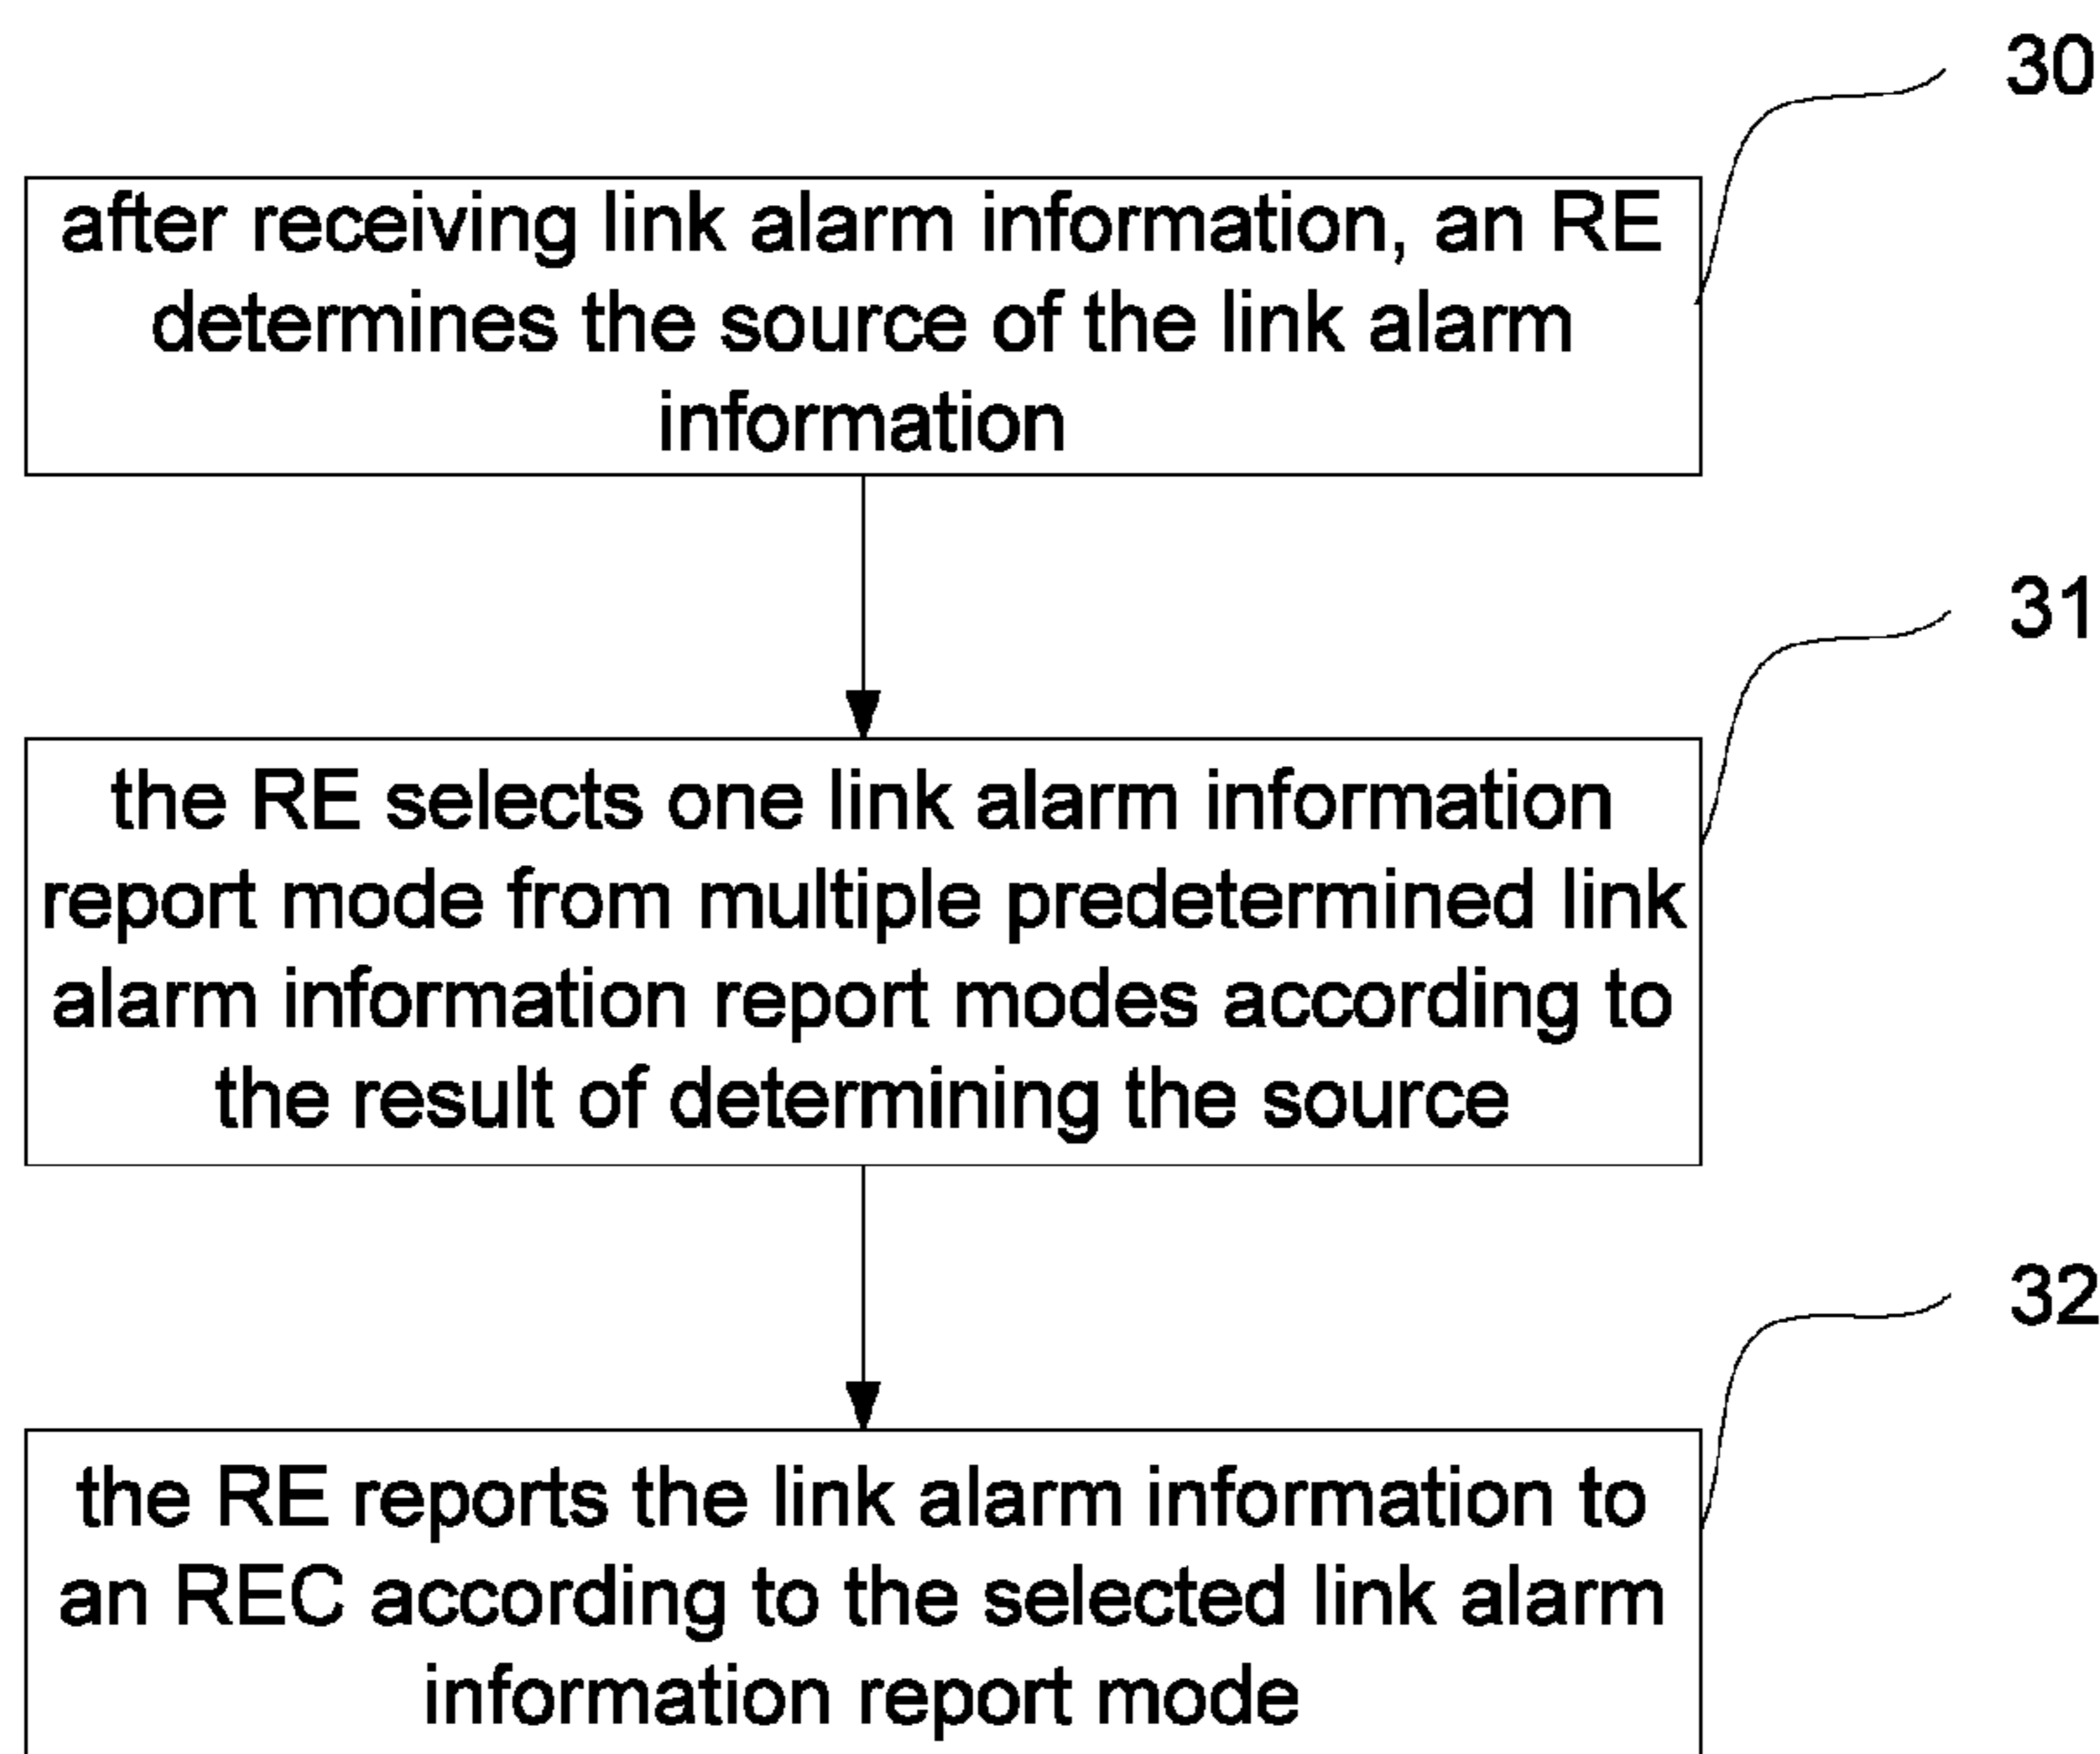 30
after receiving link alarm information, an RE
determines the source of the link alarm
information
31
the RE selects one link alarm information
report mode from multiple predetermined link
alarm information report modes according to
the result of determining the source
32
the RE reports the link alarm information to
an REC according to the selected link alarm
information report mode